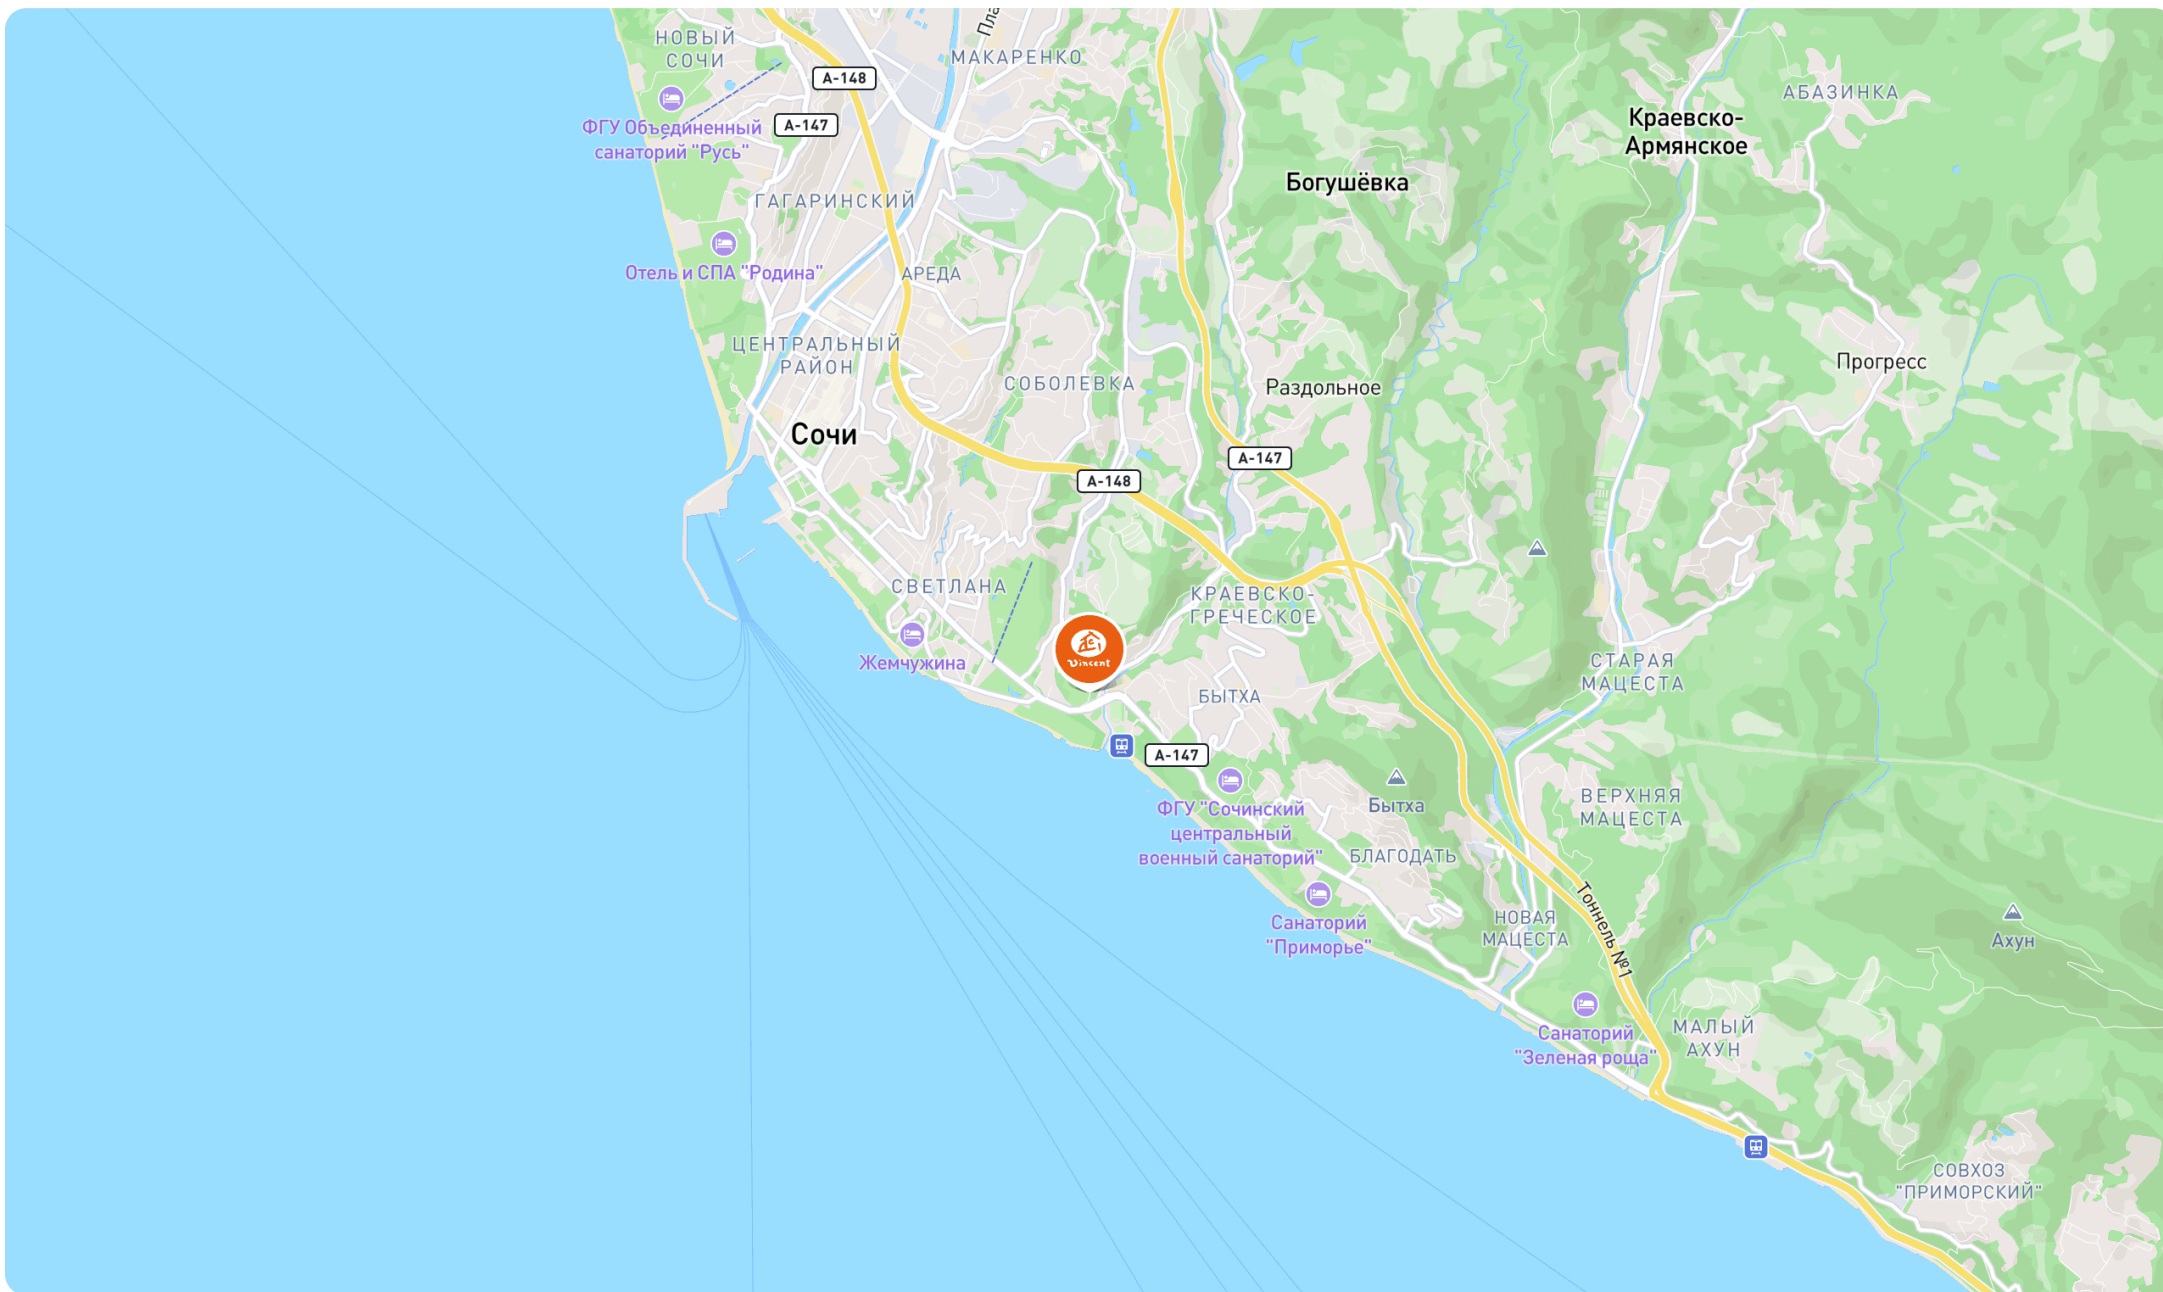 НОВЫЙ
СОЧИ
Пла
МАКАРЕНКО
А-148
АБАЗИНКА
ФГУ Объединенный
санаторий "Русь"
А-147
Краевско-
Армянское
Богушёвка
ГАГАРИНСКИЙ
Отель и СПА "Родина"
АРЕДА
ЦЕНТРАЛЬНЫЙ
РАЙОН
СОБОЛЕВКА
Раздольное
Прогресс
Сочи
А-147
А-148
СВЕТЛАНА
КРАЕВСКО-
ГРЕЧЕСКОЕ
Vincent
Жемчужина
СТАРАЯ
МАЦЕСТА
БЫТХА
А-147
ФГУ "Сочинский
центральный
военный санаторий"
Бытха
ВЕРХНЯЯ
МАЦЕСТА
БЛАГОДАТЬ
Санаторий
"Приморье"
НОВАЯ
МАЦЕСТА
Тоннель №1
Ахун
Санаторий
"Зеленая роща"
МАЛЫЙ
АХУН
СОВХОЗ
"ПРИМОРСКИЙ"